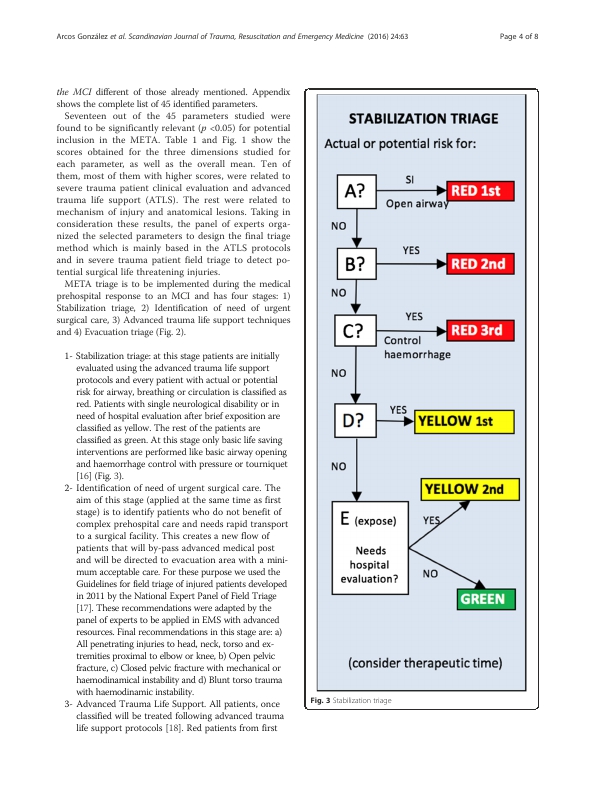 Arcos González et al. Scandinavian Journal of Trauma, Resuscitation and Emergency Medicine (2016) 24:63
Page 4 of 8
the MCI different of those already mentioned. Appendix
shows the complete list of 45 identified parameters.
Seventeen out of the 45 parameters studied were
found to be significantly relevant (p <0.05) for potential
inclusion in the META. Table 1 and Fig. 1 show the
scores obtained for the three dimensions studied for
each parameter, as well as the overall mean. Ten of
them, most of them with higher scores, were related to
severe trauma patient clinical evaluation and advanced
trauma life support (ATLS). The rest were related to
mechanism of injury and anatomical lesions. Taking in
consideration these results, the panel of experts orga-
nized the selected parameters to design the final triage
method which is mainly based in the ATLS protocols
and in severe trauma patient field triage to detect po-
tential surgical life threatening injuries.
META triage is to be implemented during the medical
prehospital response to an MCI and has four stages: 1)
Stabilization triage, 2) Identification of need of urgent
surgical care, 3) Advanced trauma life support techniques
and 4) Evacuation triage (Fig. 2).
1- Stabilization triage: at this stage patients are initially
evaluated using the advanced trauma life support
protocols and every patient with actual or potential
risk for airway, breathing or circulation is classified as
red. Patients with single neurological disability or in
need of hospital evaluation after brief exposition are
classified as yellow. The rest of the patients are
classified as green. At this stage only basic life saving
interventions are performed like basic airway opening
and haemorrhage control with pressure or tourniquet
[16] (Fig. 3).
2- Identification of need of urgent surgical care. The
aim of this stage (applied at the same time as first
stage) is to identify patients who do not benefit of
complex prehospital care and needs rapid transport
to a surgical facility. This creates a new flow of
patients that will by-pass advanced medical post
and will be directed to evacuation area with a mini-
mum acceptable care. For these purpose we used the
Guidelines for field triage of injured patients developed
in 2011 by the National Expert Panel of Field Triage
[17]. These recommendations were adapted by the
panel of experts to be applied in EMS with advanced
resources. Final recommendations in this stage are: a)
All penetrating injuries to head, neck, torso and ex-
tremities proximal to elbow or knee, b) Open pelvic
fracture, c) Closed pelvic fracture with mechanical or
haemodinamical instability and d) Blunt torso trauma
with haemodinamic instability.
3- Advanced Trauma Life Support. All patients, once
classified will be treated following advanced trauma
life support protocols [18]. Red patients from first
STABILIZATION TRIAGE
Actual or potential risk for:
A?
SI
Open airway
RED 1st
NO
B?
YES
RED 2nd
NO
C?
YES
Control
haemorrhage
RED 3rd
NO
D?
YES
YELLOW 1st
NO
YELLOW 2nd
E (expose)
Needs
hospital
evaluation?
YES
NO
GREEN
(consider therapeutic time)
Fig. 3 Stabilization triage